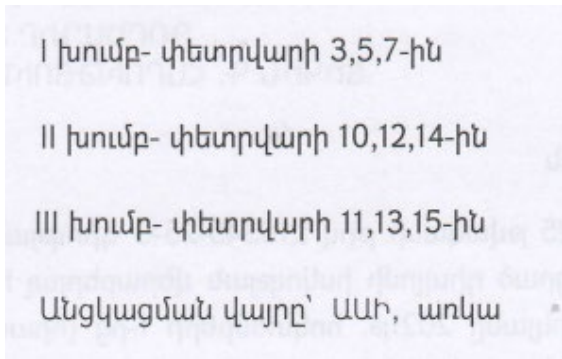 I խումբ- փետրվարի 3,5,7-ին
II խումբ- փետրվարի 10,12,14-ին
III խումբ- փետրվարի 11,13,15-ին
Անցկացման վայրը՝ ԱԱԻ, առկա